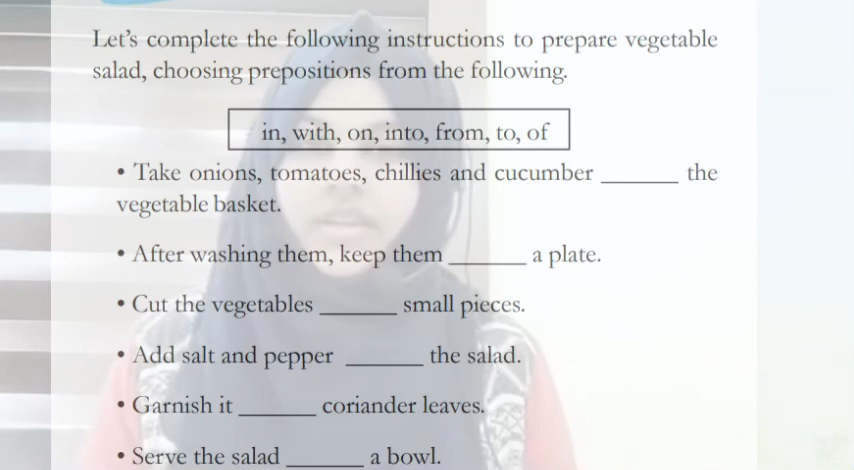 Let's complete the following instructions to prepare vegetable
salad, choosing prepositions from the following.
in, with, on, into, from, to, of
• Take onions, tomatoes, chillies and cucumber _______ the
vegetable basket.
• After washing them, keep them _______ a plate.
• Cut the vegetables _______ small pieces.
• Add salt and pepper _______ the salad.
• Garnish it _______ coriander leaves.
• Serve the salad _______ a bowl.